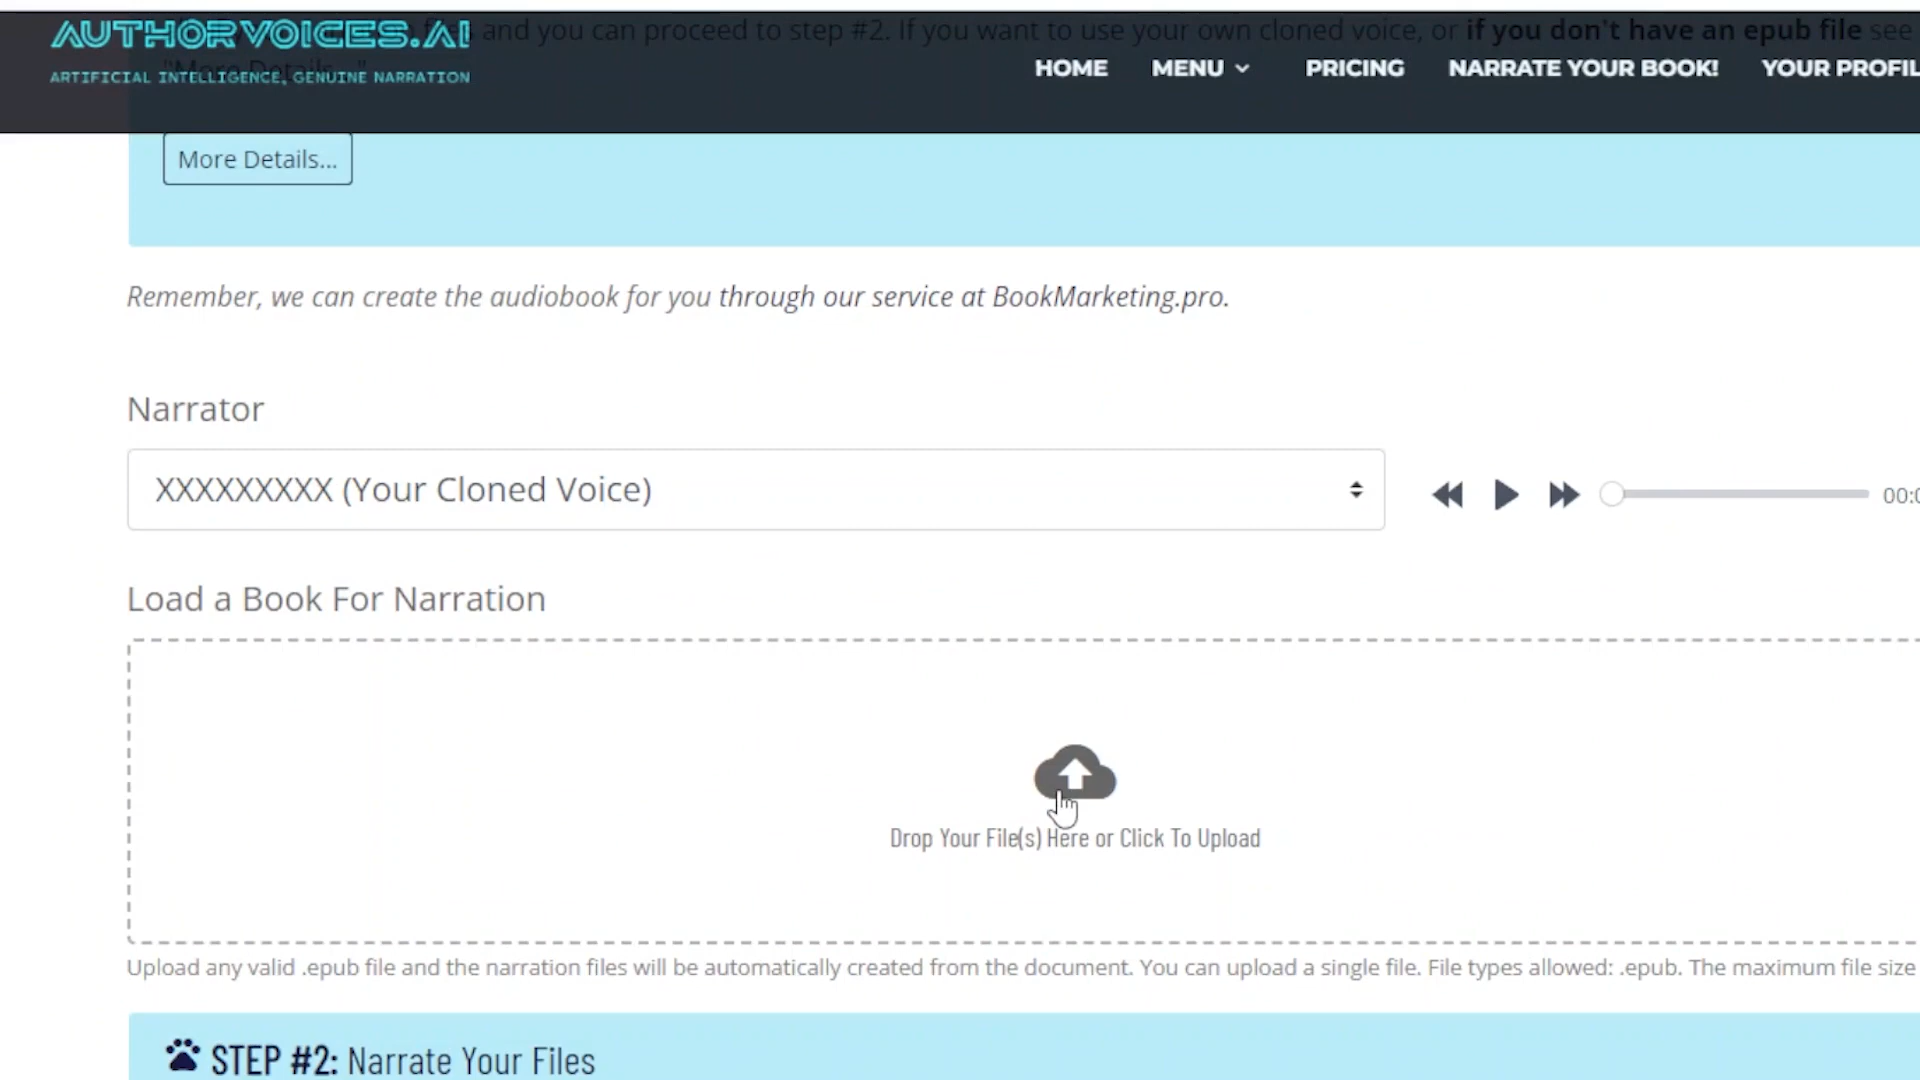 AUTHORVOICES.AI
and you can proceed to step #2. If you want to use your own cloned voice, or if you don't have an epub file see
"More Details..."
ARTIFICIAL INTELLIGENCE, GENUINE NARRATION
HOME MENU PRICING NARRATE YOUR BOOK! YOUR PROFIL
More Details...
Remember, we can create the audiobook for you through our service at BookMarketing.pro.
Narrator
XXXXXXXXX (Your Cloned Voice)
00:0
Load a Book For Narration
Drop Your File(s) Here or Click To Upload
Upload any valid .epub file and the narration files will be automatically created from the document. You can upload a single file. File types allowed: .epub. The maximum file size
STEP #2: Narrate Your Files